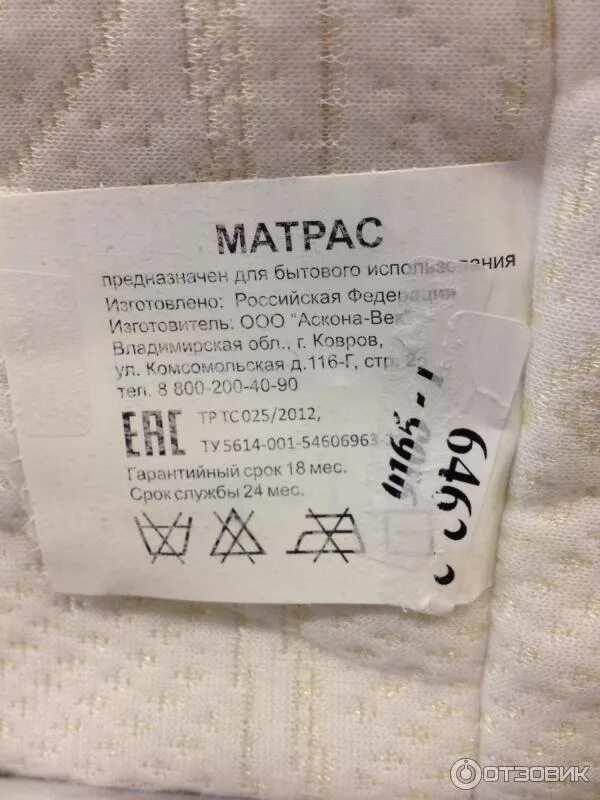 МАТРАС
предназначен для бытового использования
Изготовлено: Российская Федерация
Изготовитель: ООО "Аскона-Век"
Владимирская обл., г. Ковров,
ул. Комсомольская д.116-Г, стр. 25
тел. 8 800-200-40-90
ЕАС ТР ТС 025/2012,
ТУ 5614-001-54606963-
Гарантийный срок 18 мес.
Срок службы 24 мес.
ОТЗОВИК